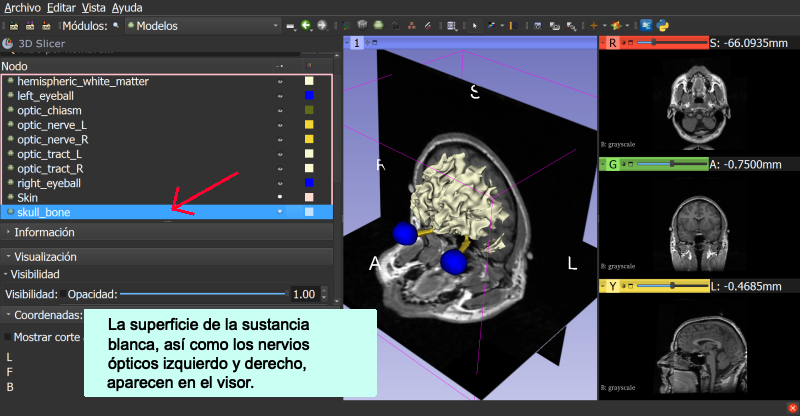 Archivo Editar Vista Ayuda
Módulos: Modelos
3D Slicer
Nodo
hemispheric_white_matter
left_eyeball
optic_chiasm
optic_nerve_L
optic_nerve_R
optic_tract_L
optic_tract_R
right_eyeball
Skin
skull_bone
Información
Visualización
Visibilidad
Visibilidad: Opacidad: 1.00
Coordenadas:
Mostrar corte
L
F
B
La superficie de la sustancia
blanca, así como los nervios
ópticos izquierdo y derecho,
aparecen en el visor.
1
S
R
A
L
R S: -66.0935mm
B: grayscale
G A: -0.7500mm
B: grayscale
Y L: -0.4685mm
B: grayscale